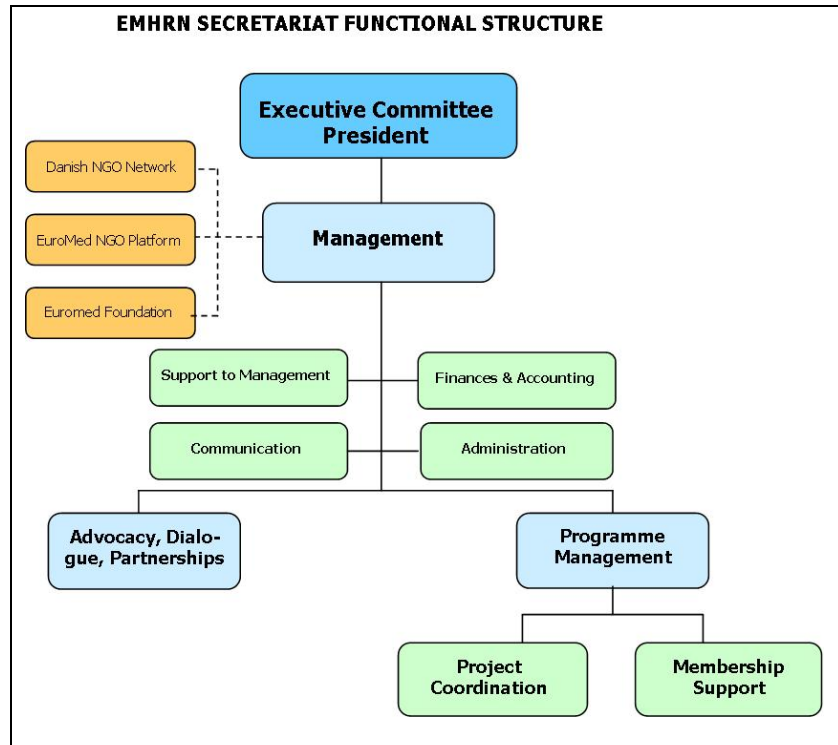 EMHRN SECRETARIAT FUNCTIONAL STRUCTURE
Executive Committee
President
Danish NGO Network
EuroMed NGO Platform
Management
Euromed Foundation
Support to Management
Finances & Accounting
Communication
Administration
Advocacy, Dialo-
gue, Partnerships
Programme
Management
Project
Coordination
Membership
Support